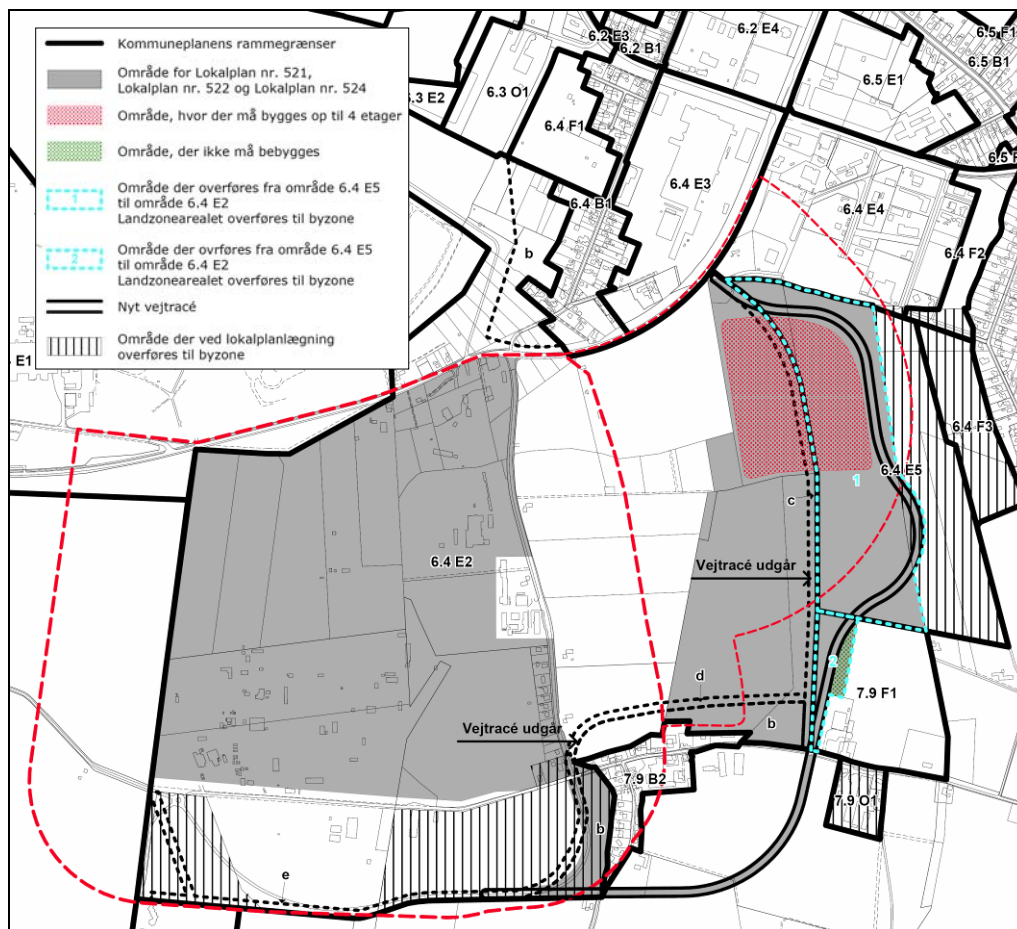 Kommuneplanens rammegrænser
Område for Lokalplan nr. 521,
Lokalplan nr. 522 og Lokalplan nr. 524
Område, hvor der må bygges op til 4 etager
Område, der ikke må bebygges
1
Område der overføres fra område 6.4 E5
til område 6.4 E2
Landzonearealet overføres til byzone
2
Område der ovrføres fra område 6.4 E5
til område 6.4 E2
Landzonearealet overføres til byzone
Nyt vejtracé
Område der ved lokalplanlægning
overføres til byzone
6.2 E3
6.2 B1
6.2 E4
6.5 F1
6.5 B1
6.5 E1
6.3 E2
6.3 O1
6.4 F1
6.5 F
6.4 E3
6.4 B1
6.4 E4
6.4 F2
b
E1
6.4 F3
6.4 E5
1
c
6.4 E2
Vejtracé udgår
2
d
7.9 F1
b
Vejtracé udgår
7.9 B2
7.9 O1
b
e